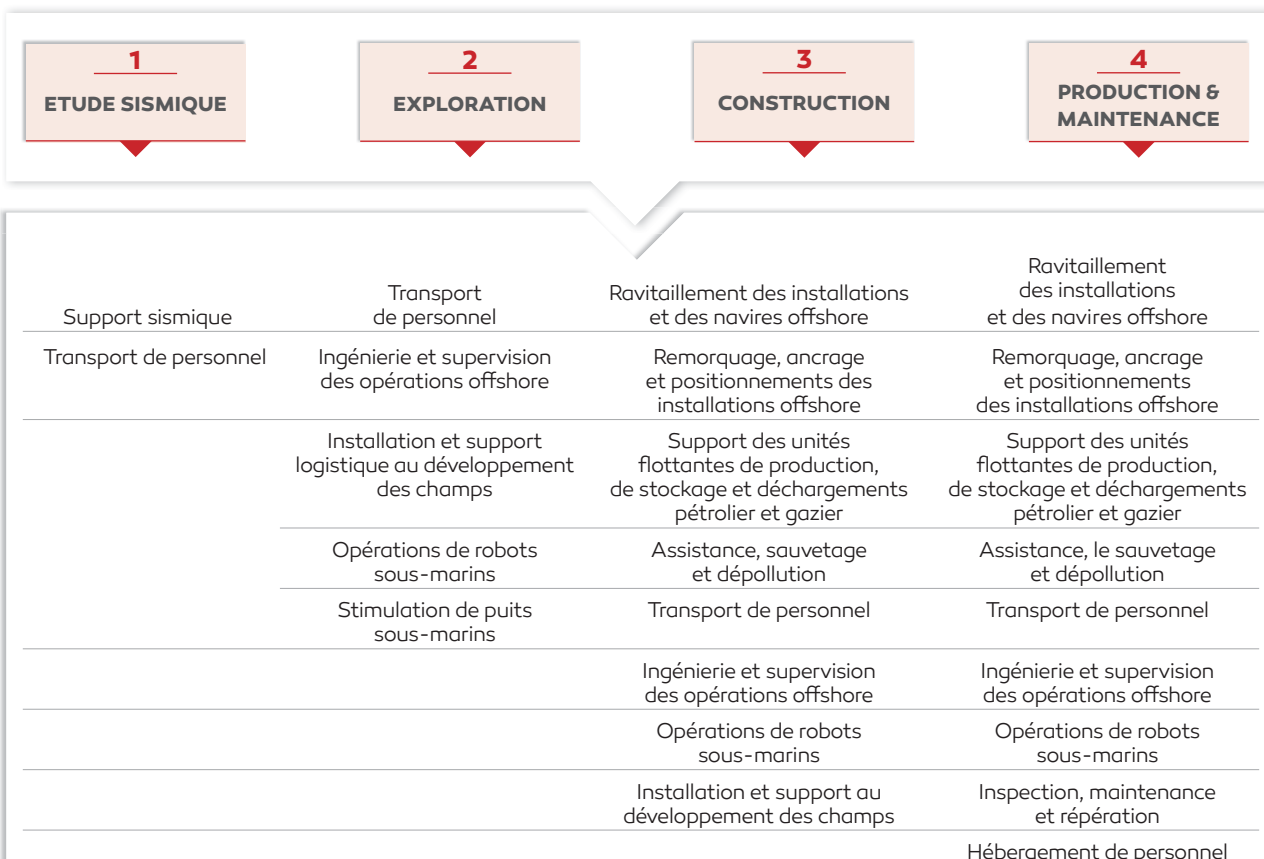 1
ETUDE SISMIQUE
2
EXPLORATION
3
CONSTRUCTION
4
PRODUCTION &
MAINTENANCE
Support sismique
Transport
de personnel
Ravitaillement des installations
et des navires offshore
Ravitaillement
des installations
et des navires offshore
Transport de personnel
Ingénierie et supervision
des opérations offshore
Remorquage, ancrage
et positionnements des
installations offshore
Remorquage, ancrage
et positionnements
des installations offshore
Installation et support
logistique au développement
des champs
Support des unités
flottantes de production,
de stockage et déchargements
pétrolier et gazier
Support des unités
flottantes de production,
de stockage et déchargements
pétrolier et gazier
Opérations de robots
sous-marins
Assistance, sauvetage
et dépollution
Assistance, le sauvetage
et dépollution
Stimulation de puits
sous-marins
Transport de personnel
Transport de personnel
Ingénierie et supervision
des opérations offshore
Ingénierie et supervision
des opérations offshore
Opérations de robots
sous-marins
Opérations de robots
sous-marins
Installation et support au
développement des champs
Inspection, maintenance
et répération
Hébergement de personnel